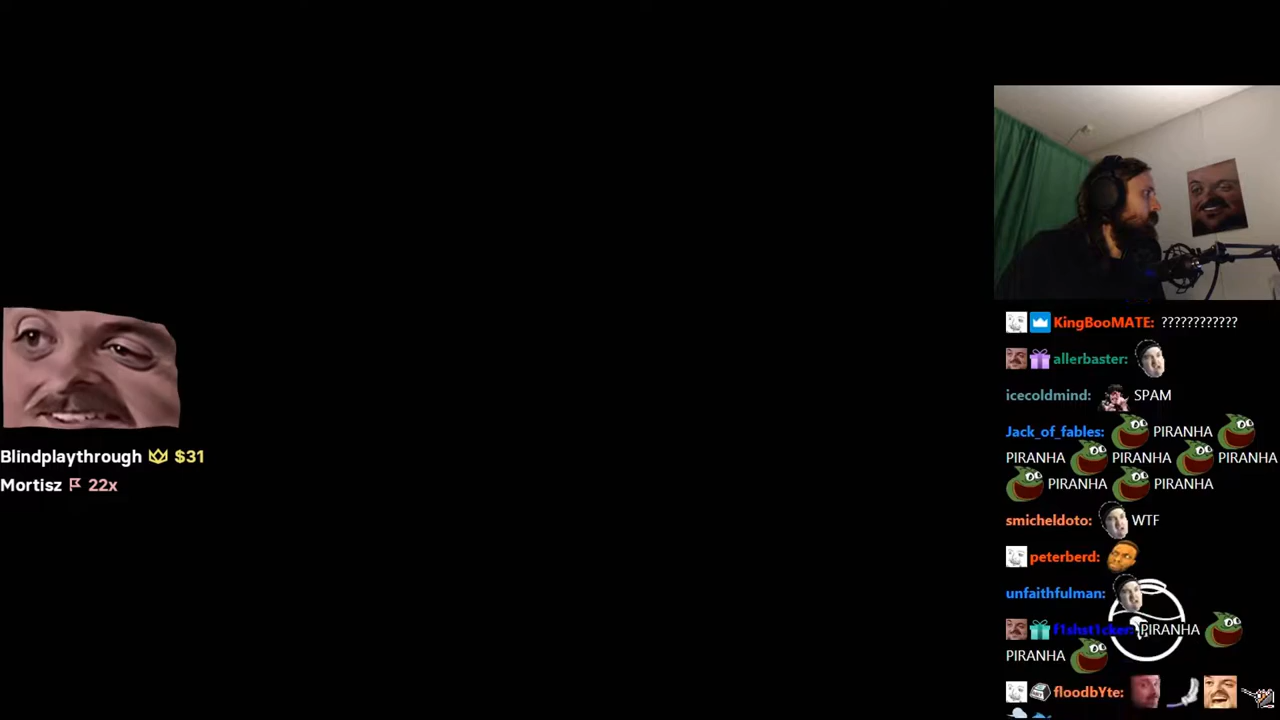 Blindplaythrough $31
Mortisz 22x
KingBooMATE: ????????????
allerbaster:
icecoldmind: SPAM
Jack_of_fables: PIRANHA
PIRANHA PIRANHA PIRANHA
PIRANHA PIRANHA
smicheldoto: WTF
peterberd:
unfaithfulman:
f1shst1cker: PIRANHA
PIRANHA
floodbYte: